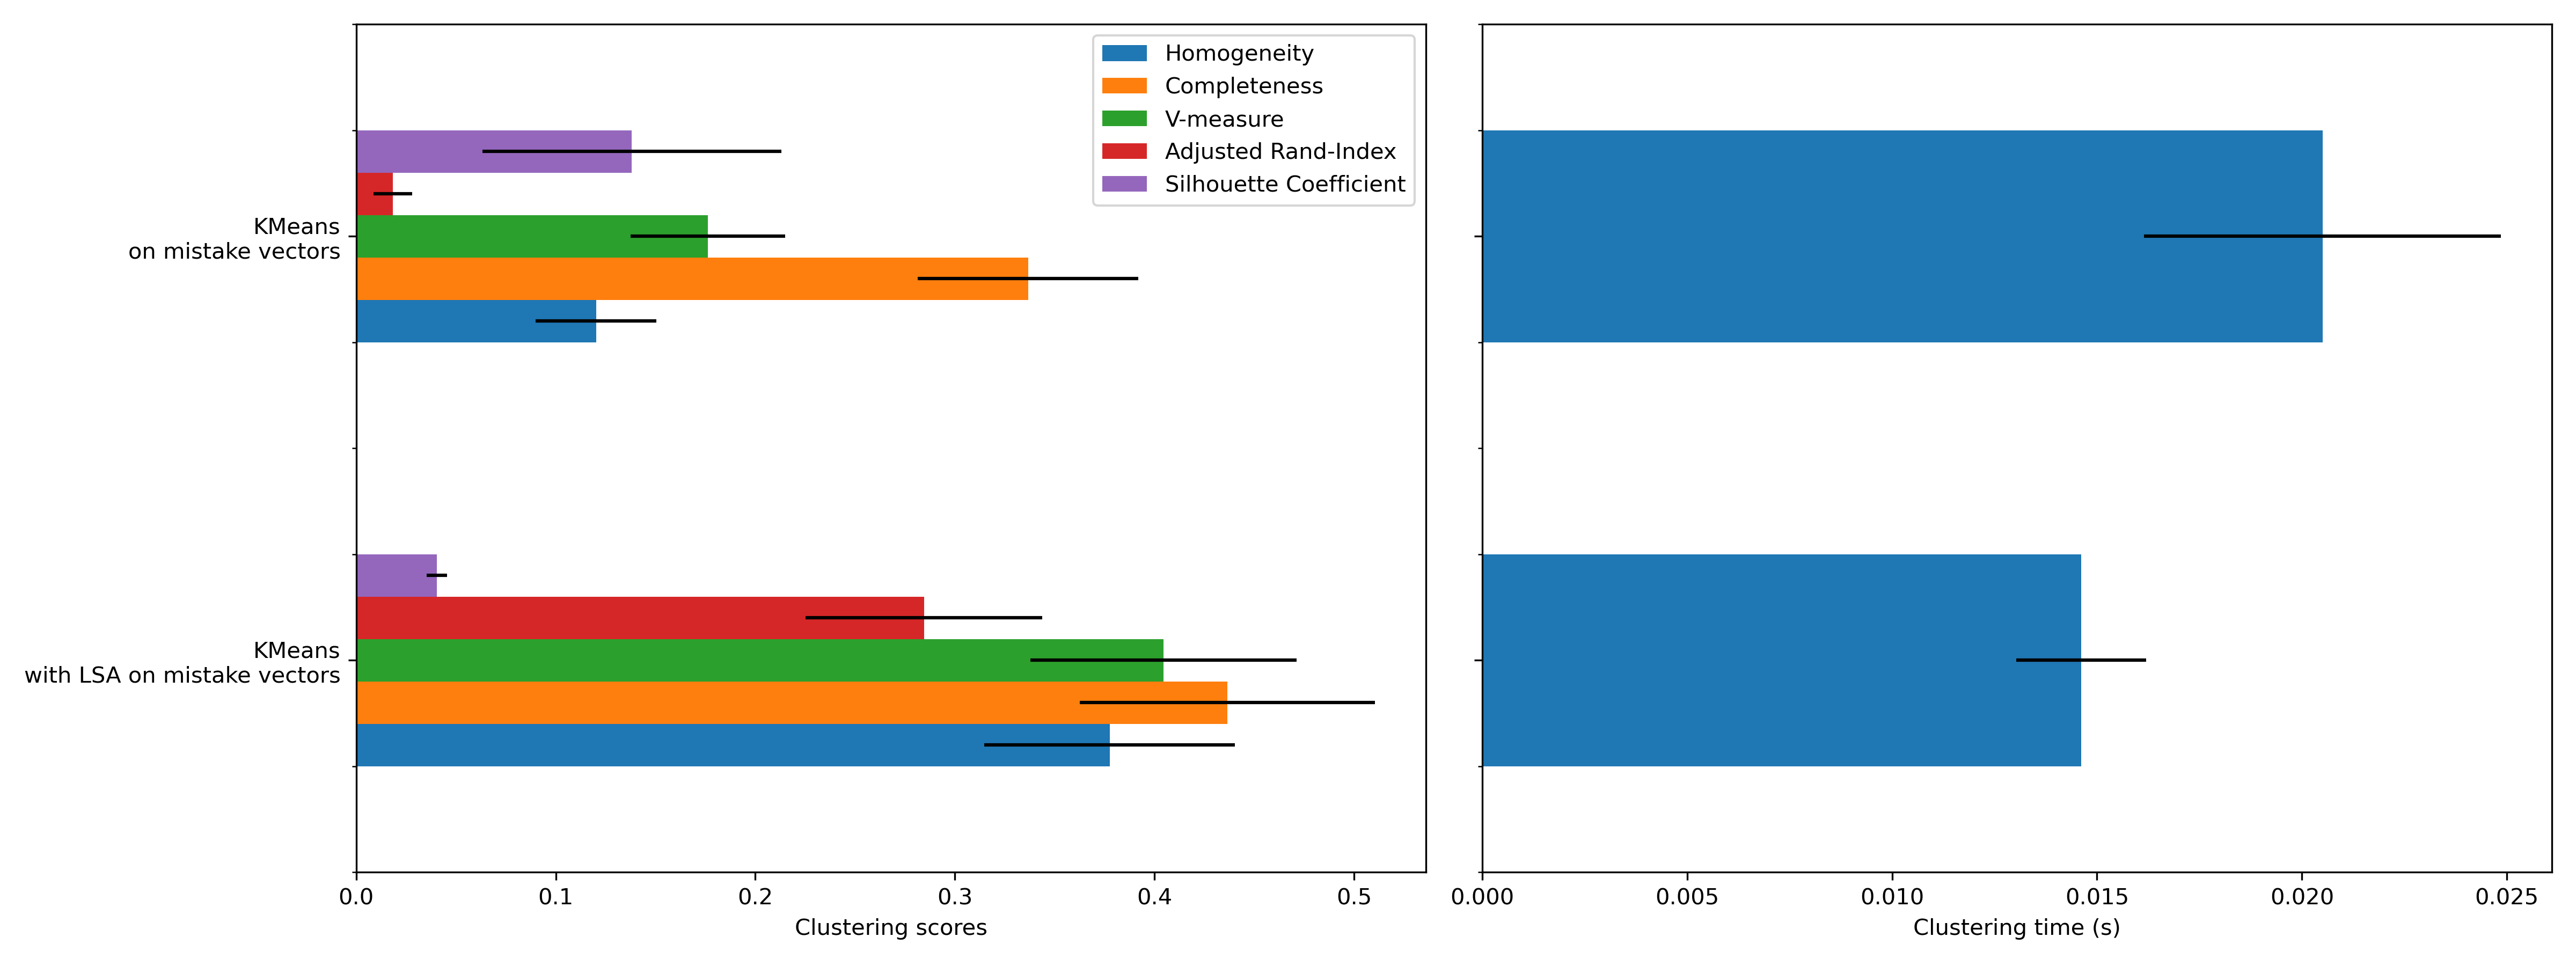 Homogeneity
Completeness
V-measure
Adjusted Rand-Index
Silhouette Coefficient
KMeans
on mistake vectors
KMeans
with LSA on mistake vectors
0.0 0.1 0.2 0.3 0.4 0.5
Clustering scores
0.000 0.005 0.010 0.015 0.020 0.025
Clustering time (s)